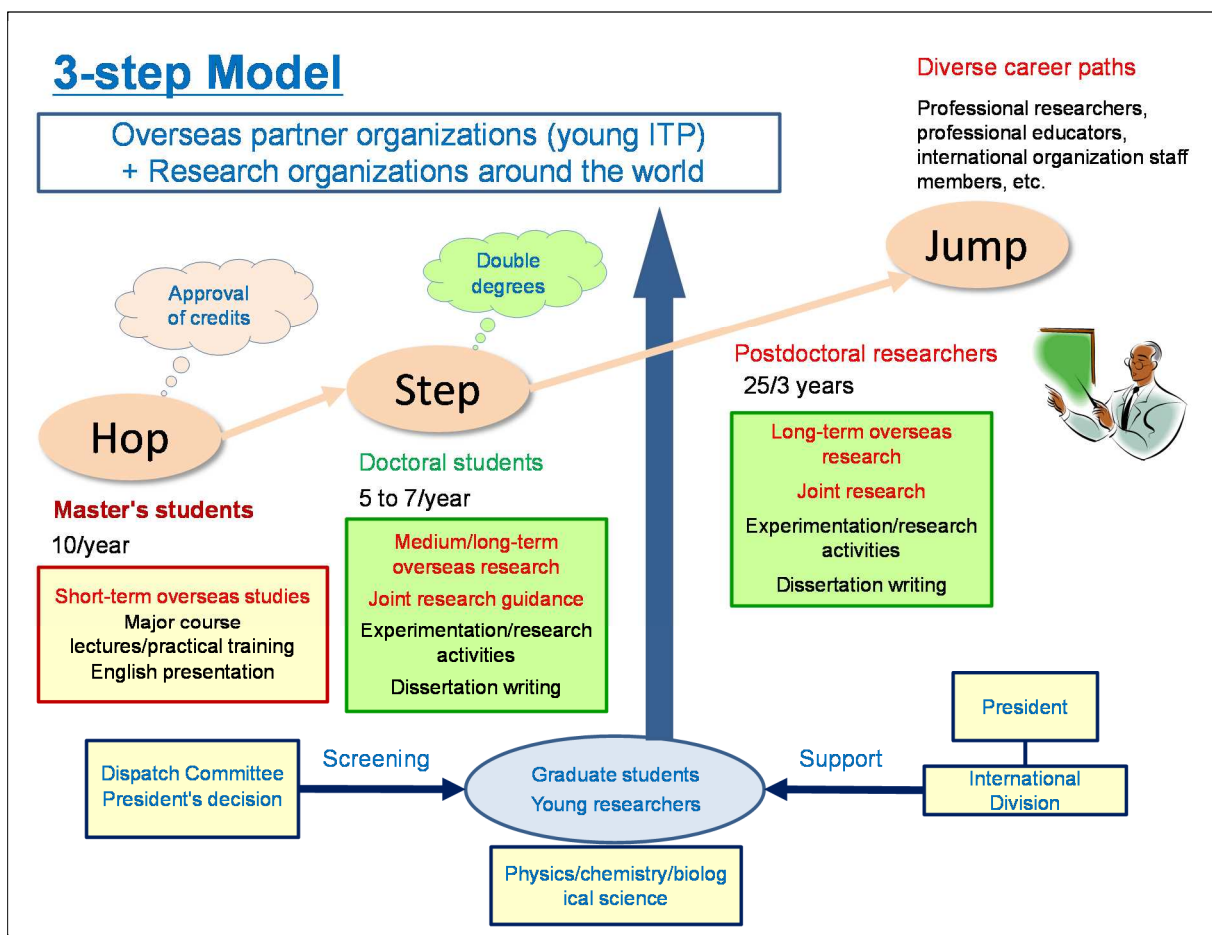 3-step Model
Overseas partner organizations (young ITP)
+ Research organizations around the world
Diverse career paths
Professional researchers,
professional educators,
international organization staff
members, etc.
Approval
of credits
Double
degrees
Hop
Step
Jump
Master's students
10/year
Short-term overseas studies
Major course
lectures/practical training
English presentation
Doctoral students
5 to 7/year
Medium/long-term
overseas research
Joint research guidance
Experimentation/research
activities
Dissertation writing
Postdoctoral researchers
25/3 years
Long-term overseas
research
Joint research
Experimentation/research
activities
Dissertation writing
Dispatch Committee
President's decision
Screening
Graduate students
Young researchers
Support
President
International
Division
Physics/chemistry/biolog
ical science